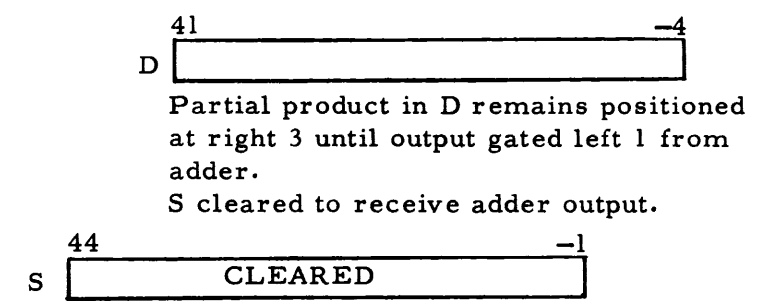 41 —4
D
Partial product in D remains positioned
at right 3 until output gated left 1 from
adder.
S cleared to receive adder output.
44 —1
S CLEARED